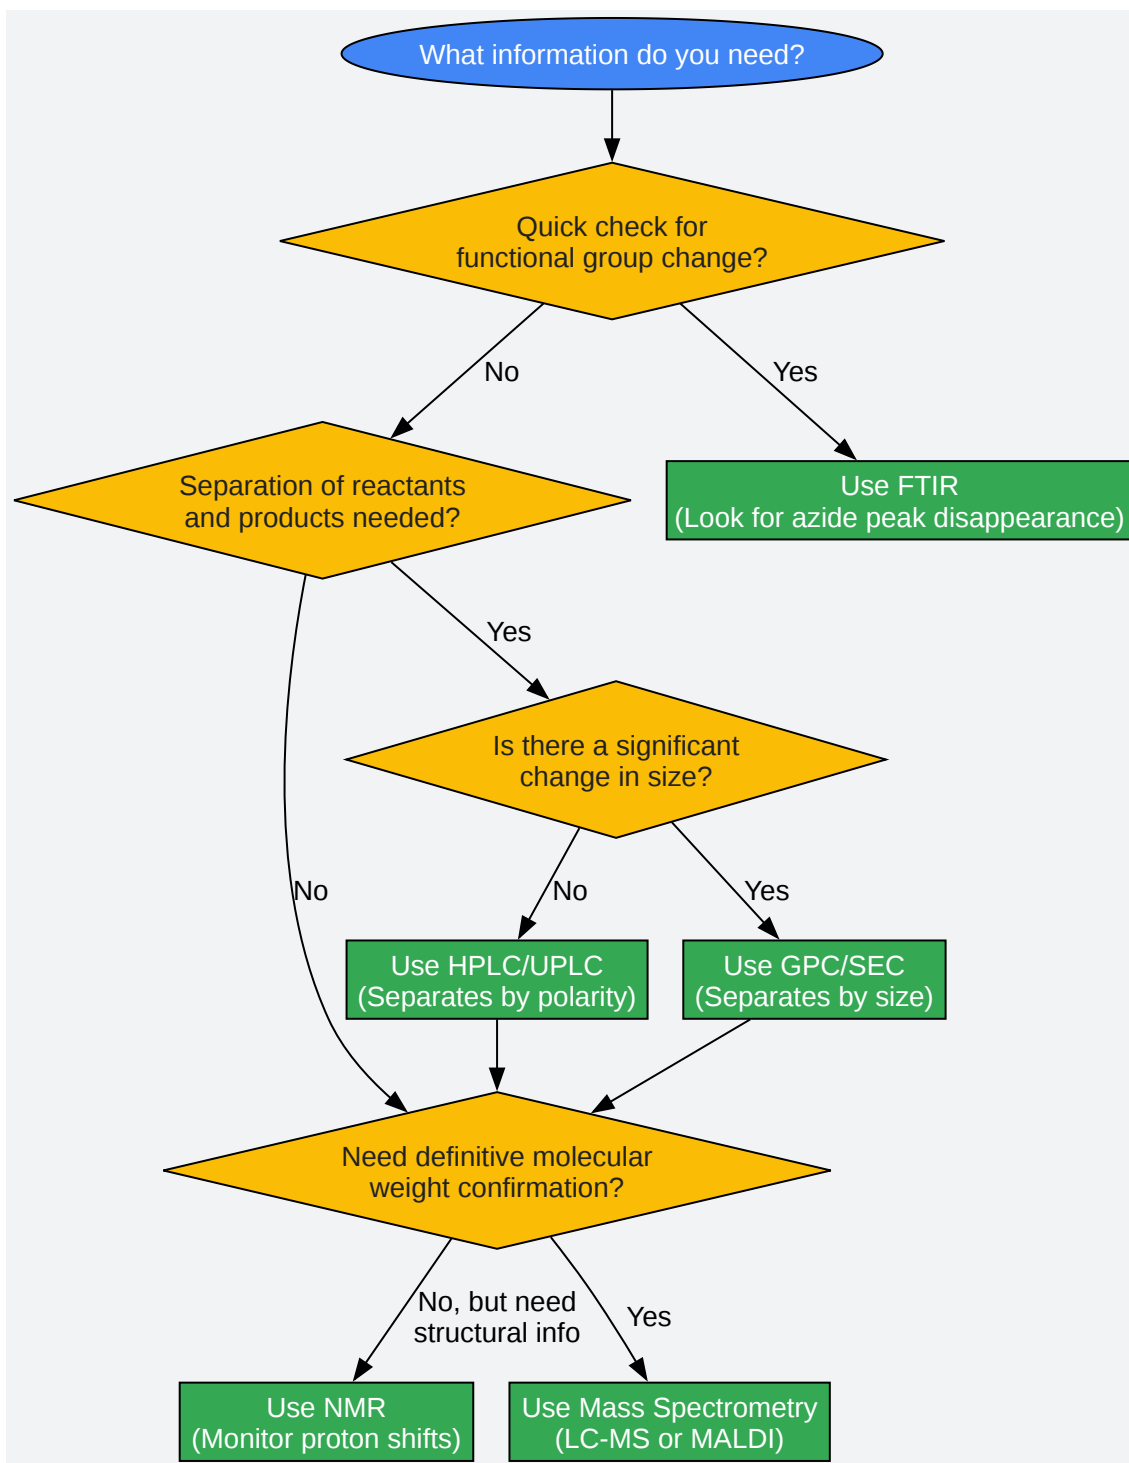 What information do you need?
Quick check for
functional group change?
No
Yes
Separation of reactants
and products needed?
Use FTIR
(Look for azide peak disappearance)
Yes
Is there a significant
change in size?
No
No
Yes
Use HPLC/UPLC
(Separates by polarity)
Use GPC/SEC
(Separates by size)
Need definitive molecular
weight confirmation?
No, but need
structural info
Yes
Use NMR
(Monitor proton shifts)
Use Mass Spectrometry
(LC-MS or MALDI)